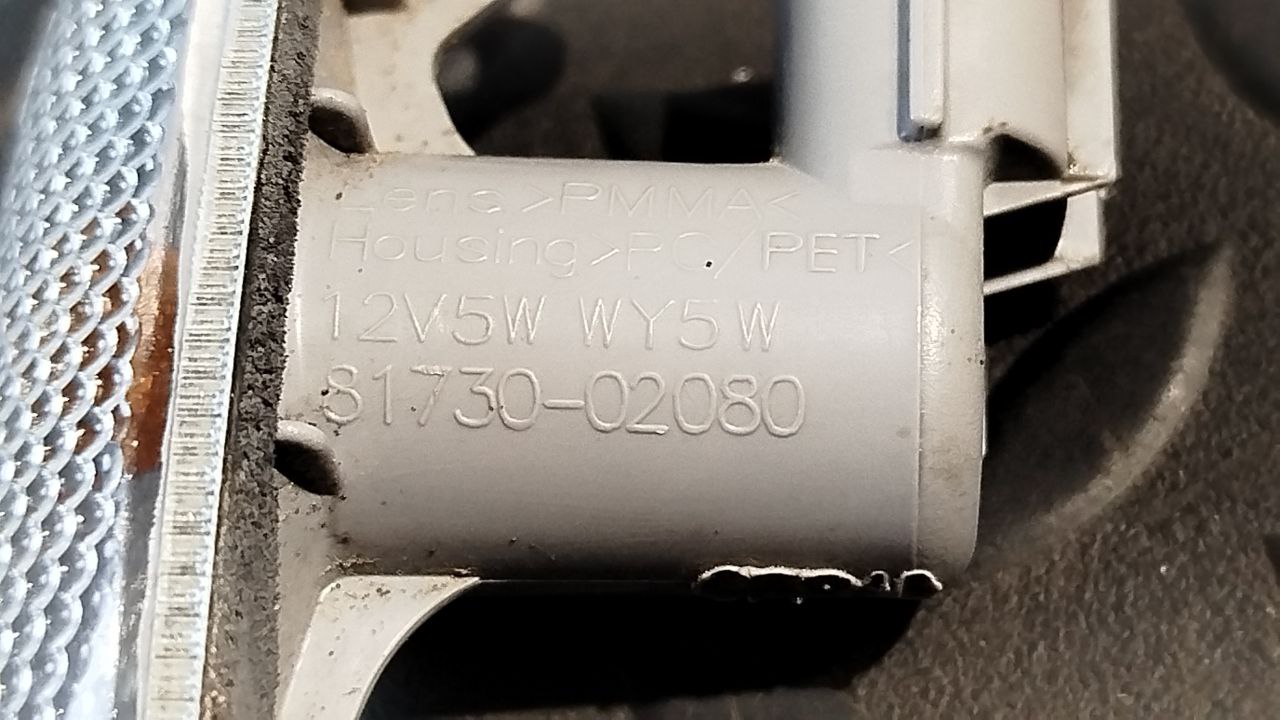 Lens >PMMA<
Housing >PC/PET<
12V5W WY5W
81730-02080